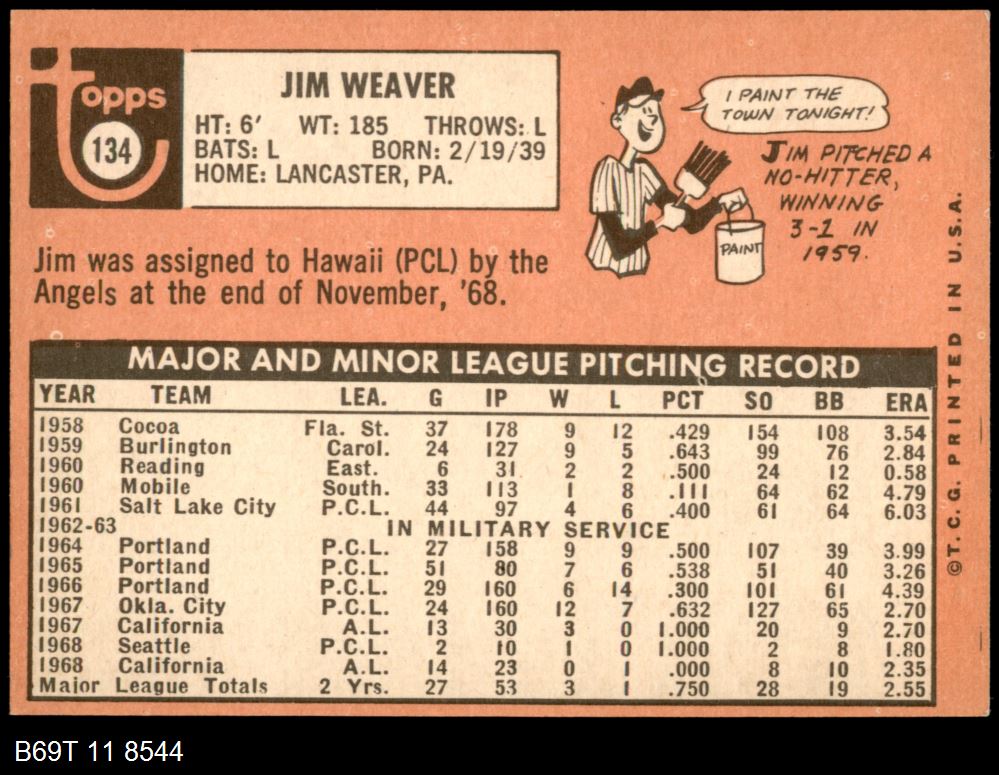 topps
134
JIM WEAVER
HT: 6' WT: 185 THROWS: L
BATS: L BORN: 2/19/39
HOME: LANCASTER, PA.
I PAINT THE
TOWN TONIGHT!
JIM PITCHED A
NO-HITTER,
WINNING
3-1 IN
1959.
PAINT
Jim was assigned to Hawaii (PCL) by the
Angels at the end of November, '68.
MAJOR AND MINOR LEAGUE PITCHING RECORD
YEAR TEAM LEA. G IP W L PCT SO BB ERA
1958 Cocoa Fla. St. 37 178 9 12 .429 154 108 3.54
1959 Burlington Carol. 24 127 9 5 .643 99 76 2.84
1960 Reading East. 6 31 2 2 .500 24 12 0.58
1960 Mobile South. 33 113 1 8 .111 64 62 4.79
1961 Salt Lake City P.C.L. 44 97 4 6 .400 61 64 6.03
1962-63 IN MILITARY SERVICE
1964 Portland P.C.L. 27 158 9 9 .500 107 39 3.99
1965 Portland P.C.L. 51 80 7 6 .538 51 40 3.26
1966 Portland P.C.L. 29 160 6 14 .300 101 61 4.39
1967 Okla. City P.C.L. 24 160 12 7 .632 127 65 2.70
1967 California A.L. 13 30 3 0 1.000 20 9 2.70
1968 Seattle P.C.L. 2 10 1 0 1.000 2 8 1.80
1968 California A.L. 14 23 0 1 .000 8 10 2.35
Major League Totals 2 Yrs. 27 53 3 1 .750 28 19 2.55
©T.C.G. PRINTED IN U.S.A.
B69T 11 8544